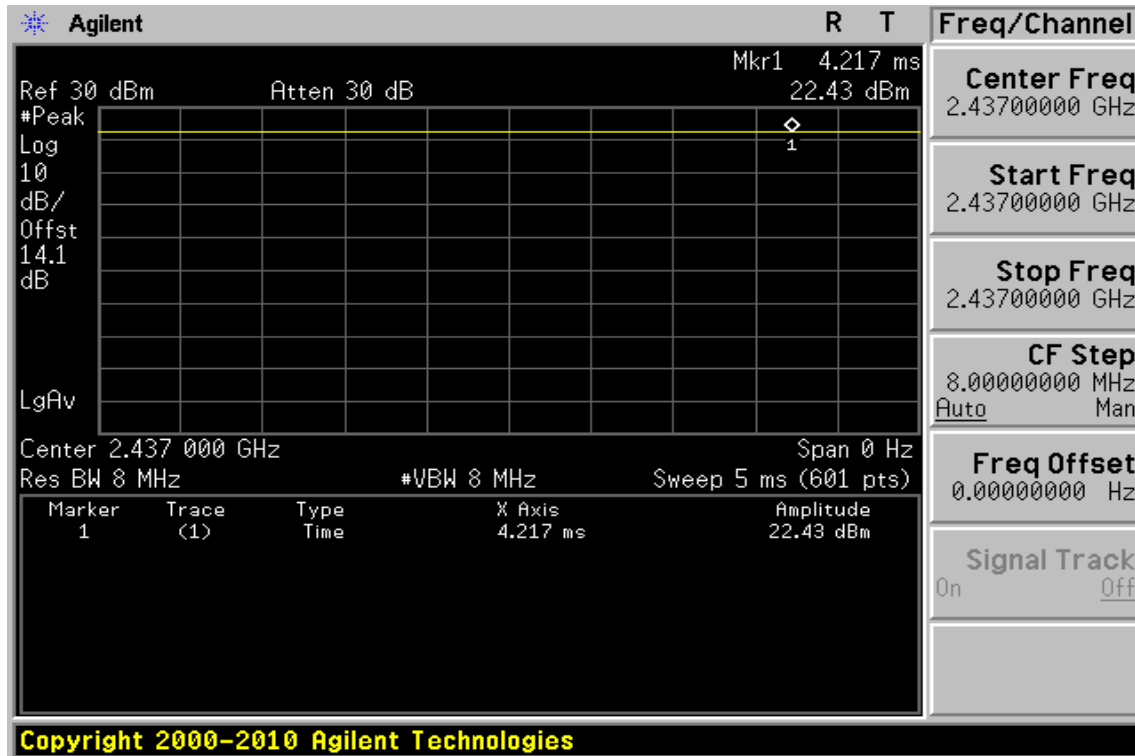 Agilent R T
Mkr1 4.217 ms
Ref 30 dBm Atten 30 dB 22.43 dBm
#Peak
Log
10
dB/
Offst
14.1
dB
LgAv
1
Center 2.437 000 GHz Span 0 Hz
Res BW 8 MHz #VBW 8 MHz Sweep 5 ms (601 pts)
Marker Trace Type X Axis Amplitude
1 (1) Time 4.217 ms 22.43 dBm
Freq/Channel
Center Freq
2.43700000 GHz
Start Freq
2.43700000 GHz
Stop Freq
2.43700000 GHz
CF Step
8.00000000 MHz
Auto Man
Freq Offset
0.00000000 Hz
Signal Track
On Off
Copyright 2000-2010 Agilent Technologies